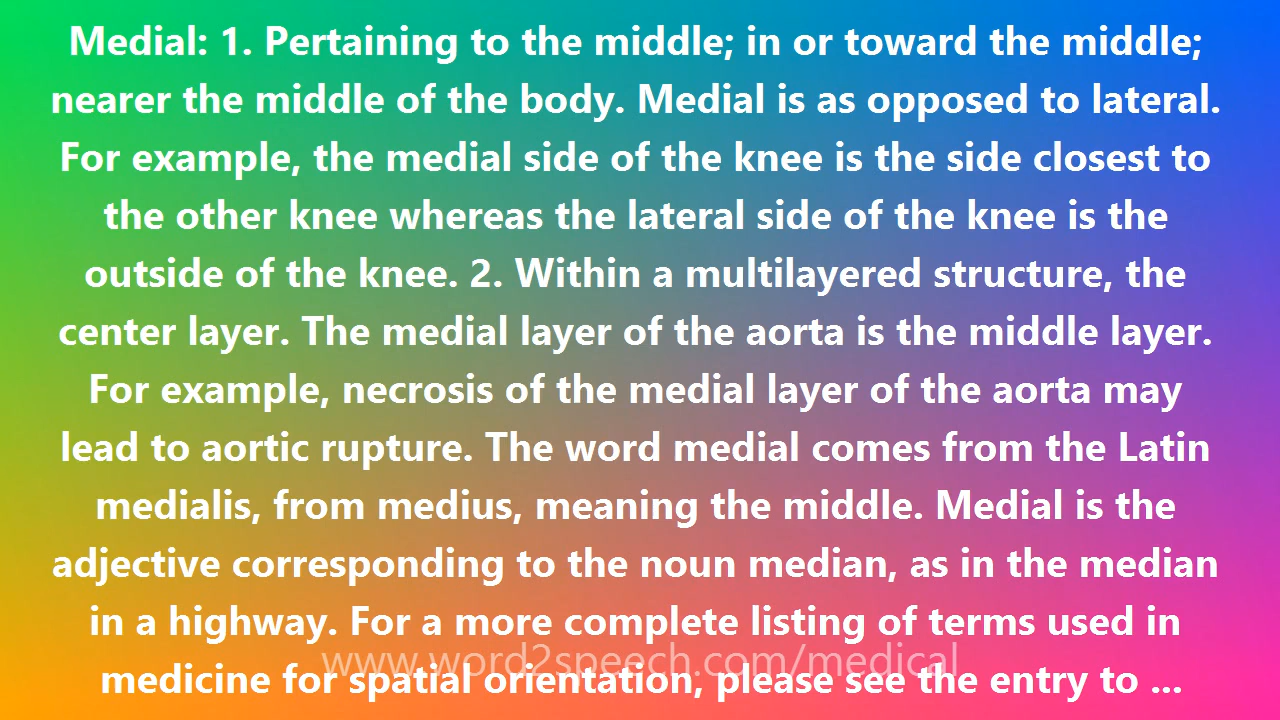 Medial: 1. Pertaining to the middle; in or toward the middle;
nearer the middle of the body. Medial is as opposed to lateral.
For example, the medial side of the knee is the side closest to
the other knee whereas the lateral side of the knee is the
outside of the knee. 2. Within a multilayered structure, the
center layer. The medial layer of the aorta is the middle layer.
For example, necrosis of the medial layer of the aorta may
lead to aortic rupture. The word medial comes from the Latin
medialis, from medius, meaning the middle. Medial is the
adjective corresponding to the noun median, as in the median
in a highway. For a more complete listing of terms used in
www.word2speech.com/medical
medicine for spatial orientation, please see the entry to ...